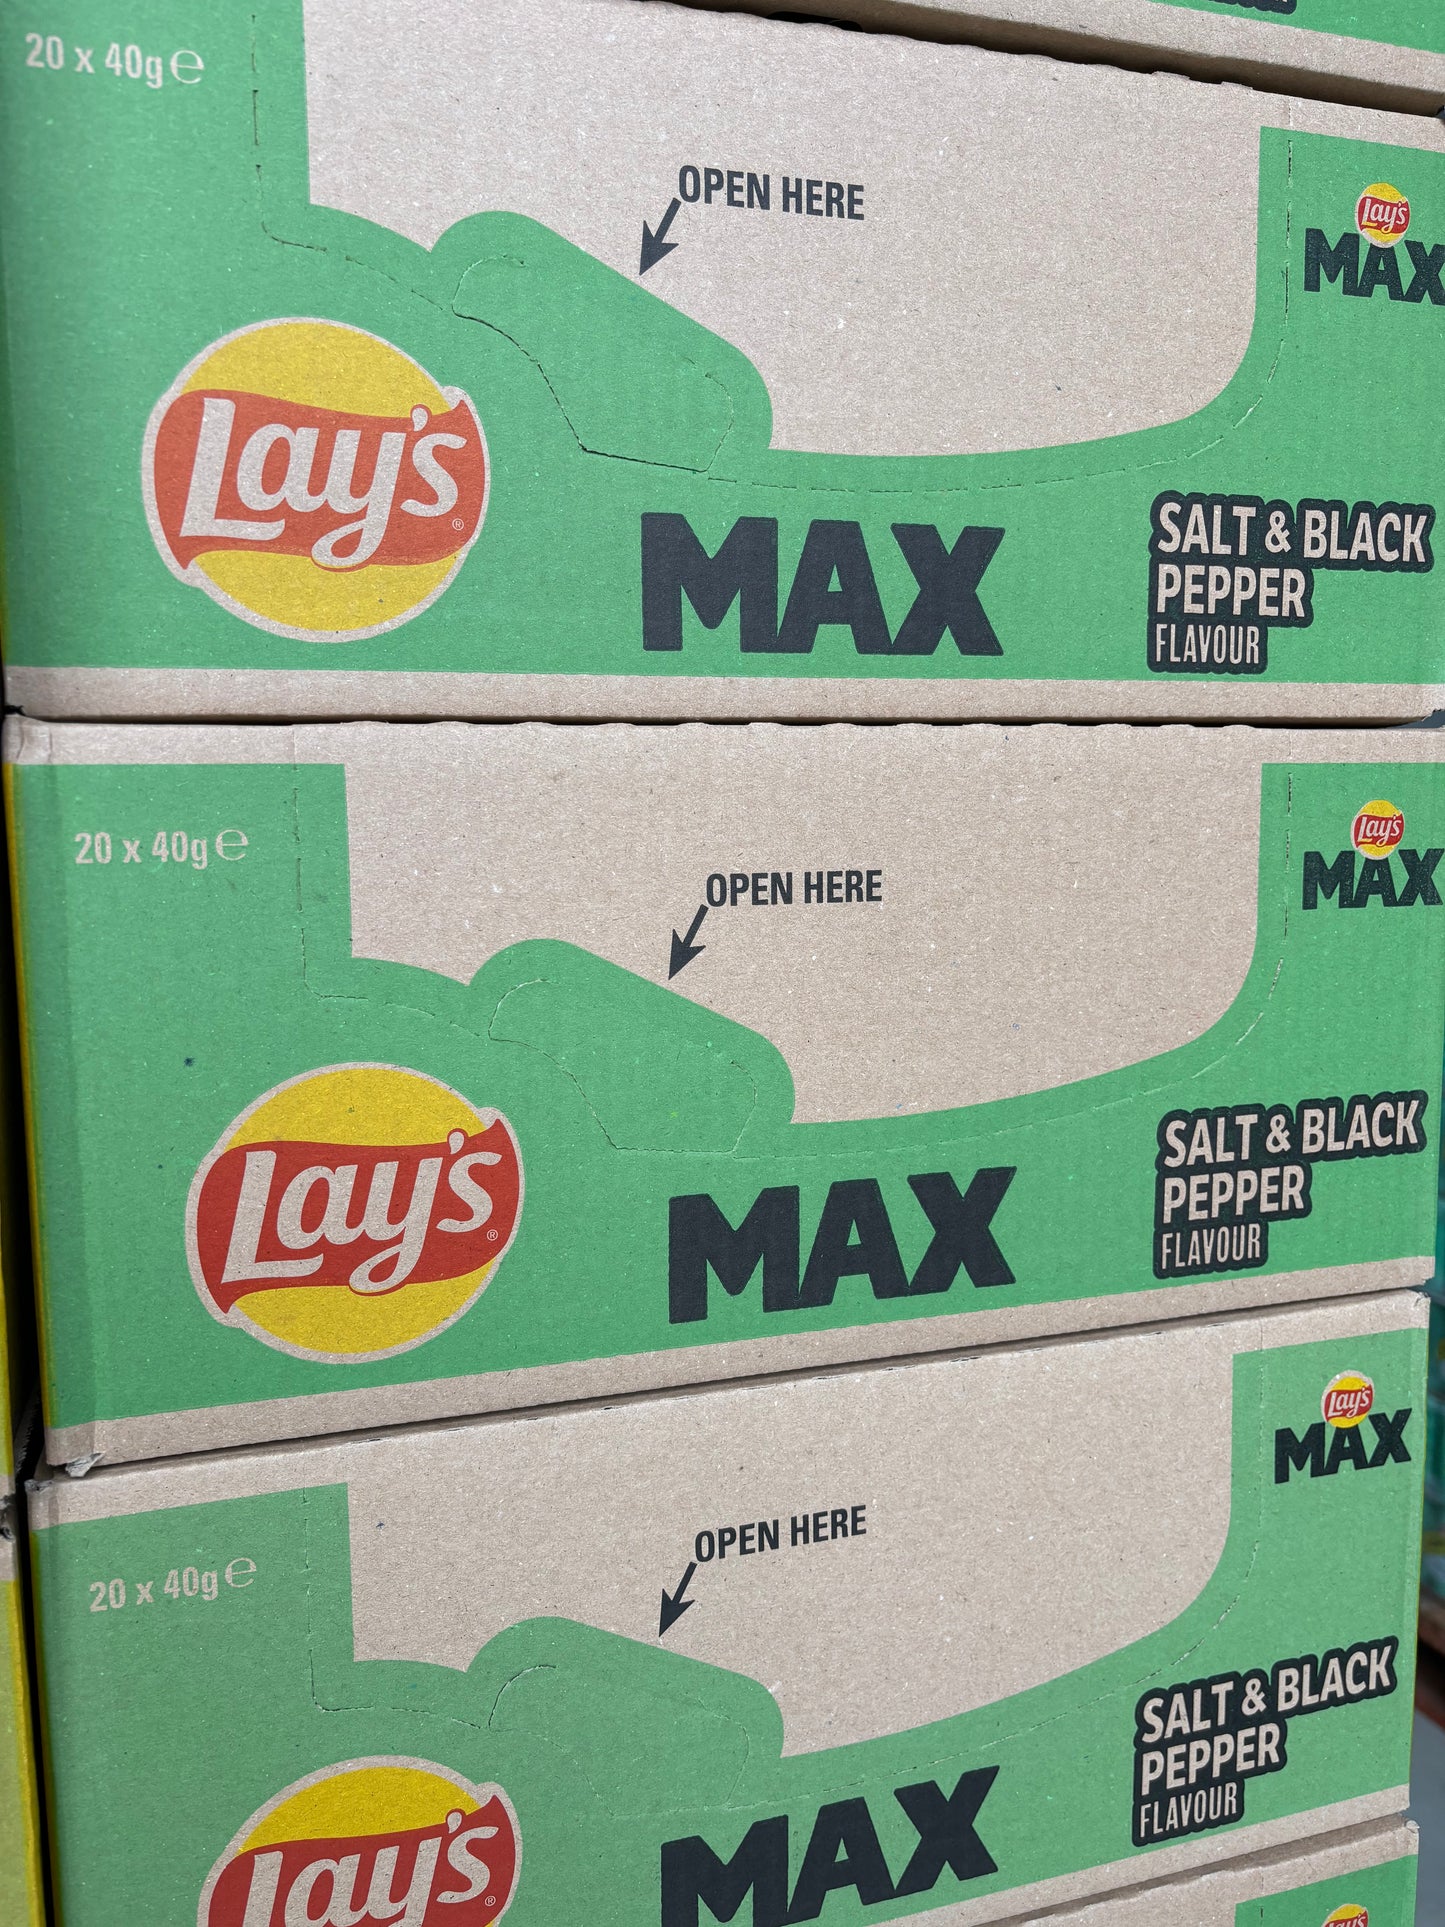 20 x 40g ℮
OPEN HERE
Lay's
MAX
Lay's®
MAX
SALT & BLACK
PEPPER
FLAVOUR
20 x 40g ℮
OPEN HERE
Lay's
MAX
Lay's®
MAX
SALT & BLACK
PEPPER
FLAVOUR
20 x 40g ℮
OPEN HERE
Lay's
MAX
Lay's®
MAX
SALT & BLACK
PEPPER
FLAVOUR
Lay's